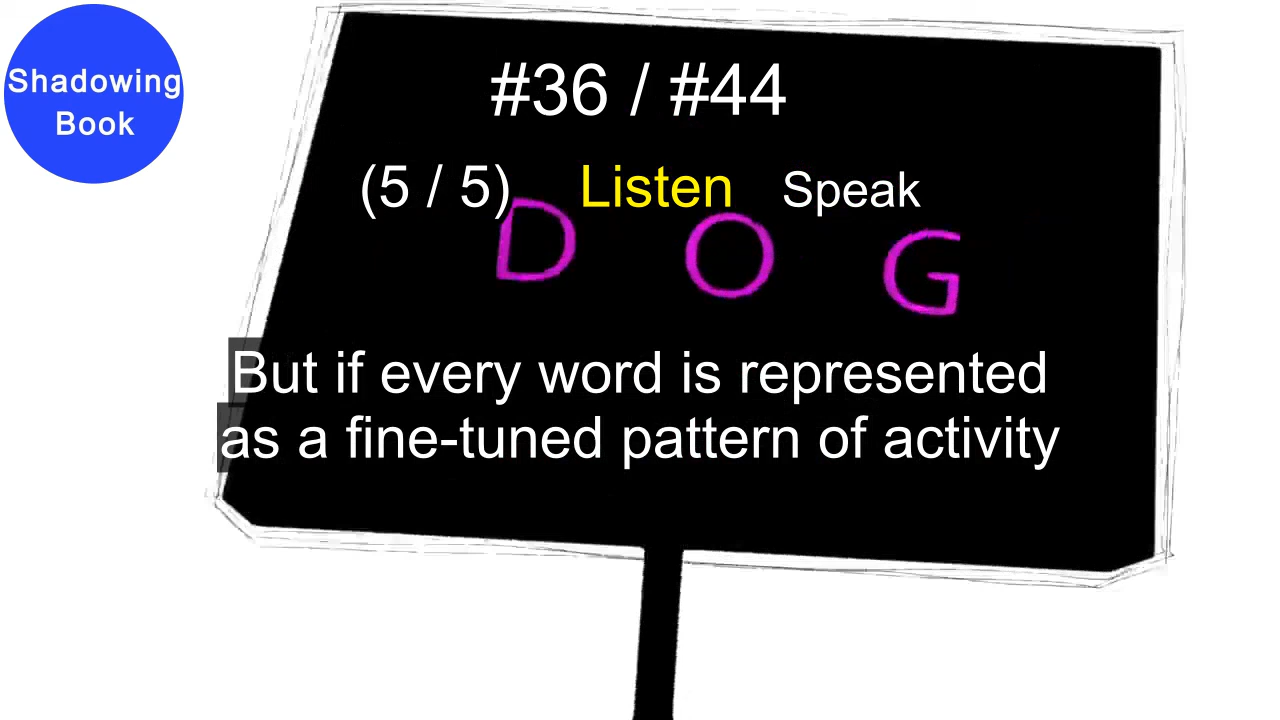 Shadowing
Book
#36 / #44
(5 / 5) Listen Speak
D O G
But if every word is represented
as a fine-tuned pattern of activity